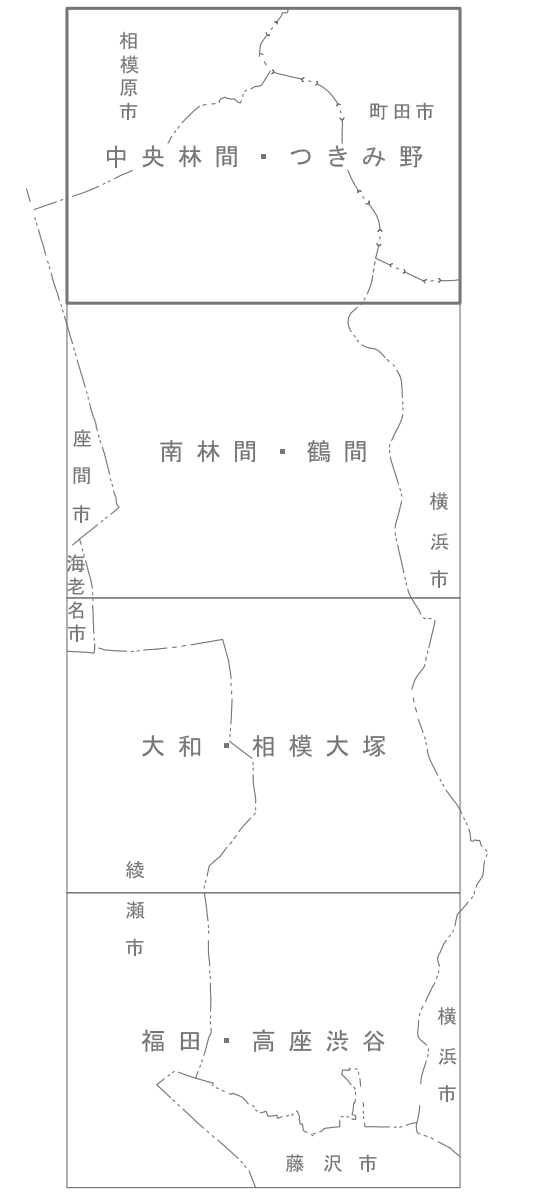 相模原市
町田市
中央林間・つきみ野
座間市
南林間・鶴間
横浜市
海老名市
大和・相模大塚
綾瀬市
福田・高座渋谷
横浜市
藤沢市